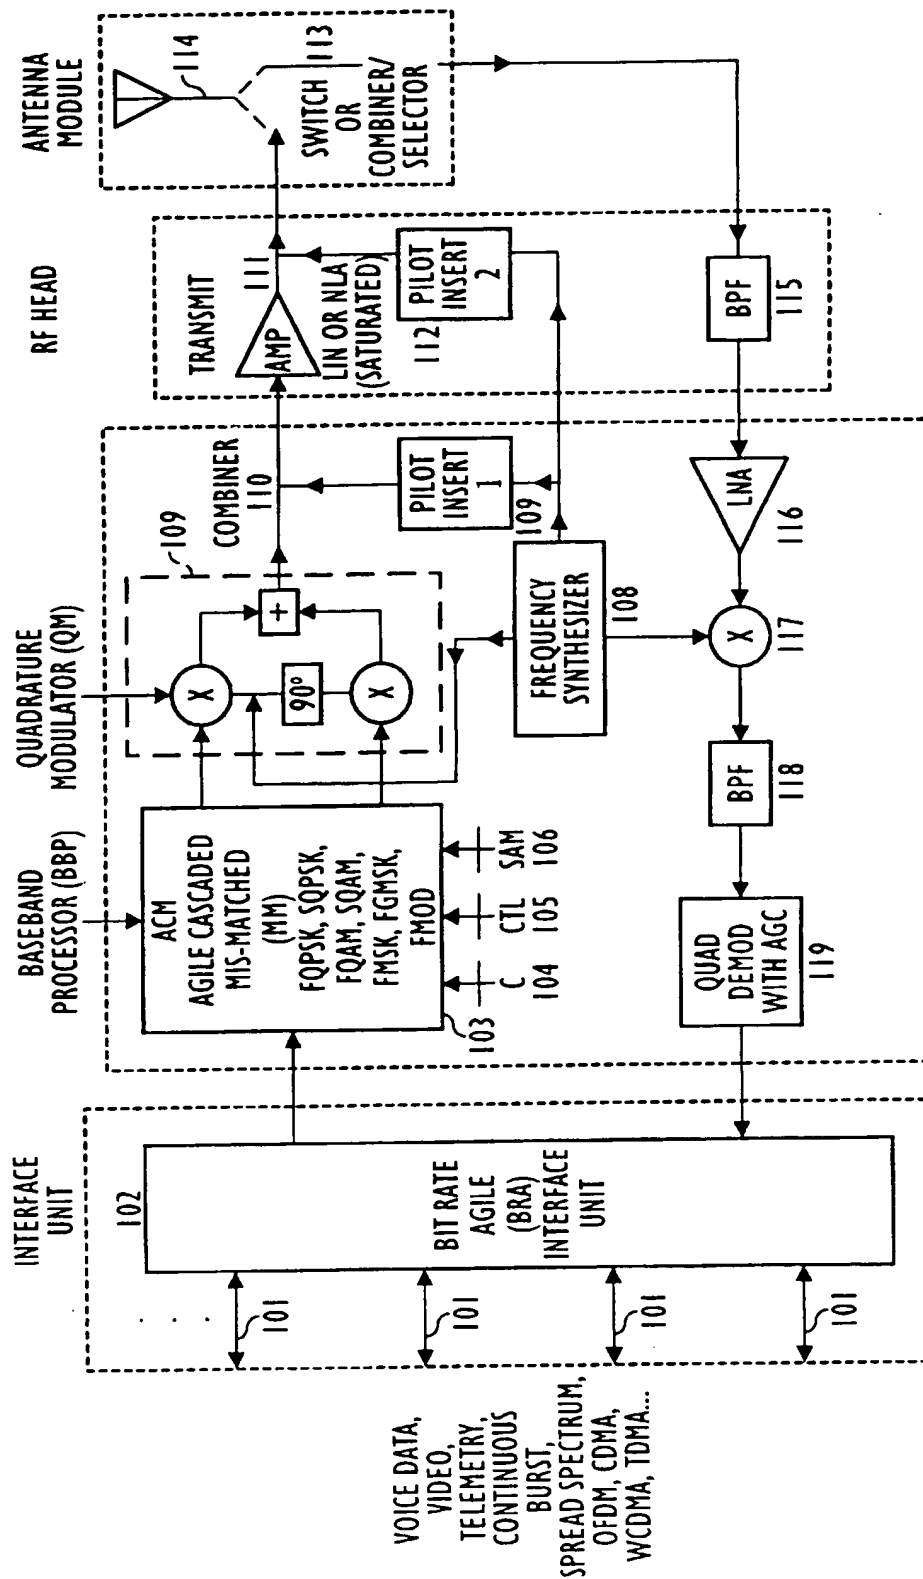 INTERFACE
UNIT
BASEBAND
PROCESSOR (BBP)
QUADRATURE
MODULATOR (QM)
RF HEAD
ANTENNA
MODULE
VOICE DATA,
VIDEO,
TELEMETRY,
CONTINUOUS
BURST,
SPREAD SPECTRUM,
OFDM, CDMA,
WCDMA, TDMA...
101
101
101
101
102
BIT RATE
AGILE
(BRA)
INTERFACE
UNIT
ACM
AGILE CASCADED
MIS-MATCHED
(MM)
FQPSK, SQPSK,
FQAM, SQAM,
FMSK, FGMSK,
FMOD
103
C
104
CTL
105
SAM
106
109
X
90°
X
+
COMBINER
110
PILOT
INSERT
1
109
FREQUENCY
SYNTHESIZER
108
TRANSMIT
AMP
111
LIN OR NLA
(SATURATED)
PILOT
INSERT
2
112
114
113
SWITCH
OR
COMBINER/
SELECTOR
BPF
115
LNA
116
X
117
BPF
118
QUAD
DEMOD
WITH AGC
119